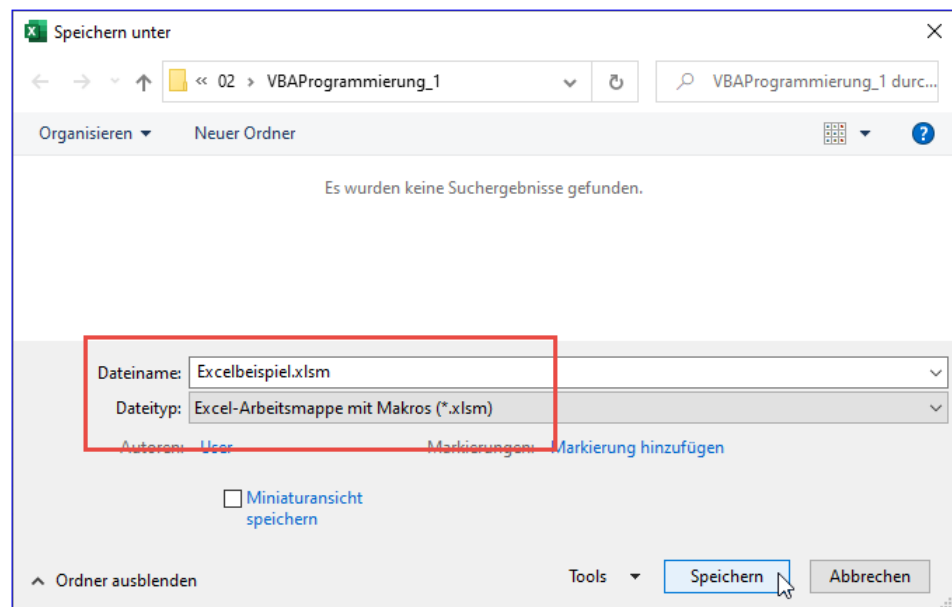 Speichern unter
« 02 › VBAProgrammierung_1
VBAProgrammierung_1 durc...
Organisieren
Neuer Ordner
?
Es wurden keine Suchergebnisse gefunden.
Dateiname: Excelbeispiel.xlsm
Dateityp: Excel-Arbeitsmappe mit Makros (*.xlsm)
Autoren: User
Markierungen: Markierung hinzufügen
Miniaturansicht
speichern
Ordner ausblenden
Tools
Speichern
Abbrechen